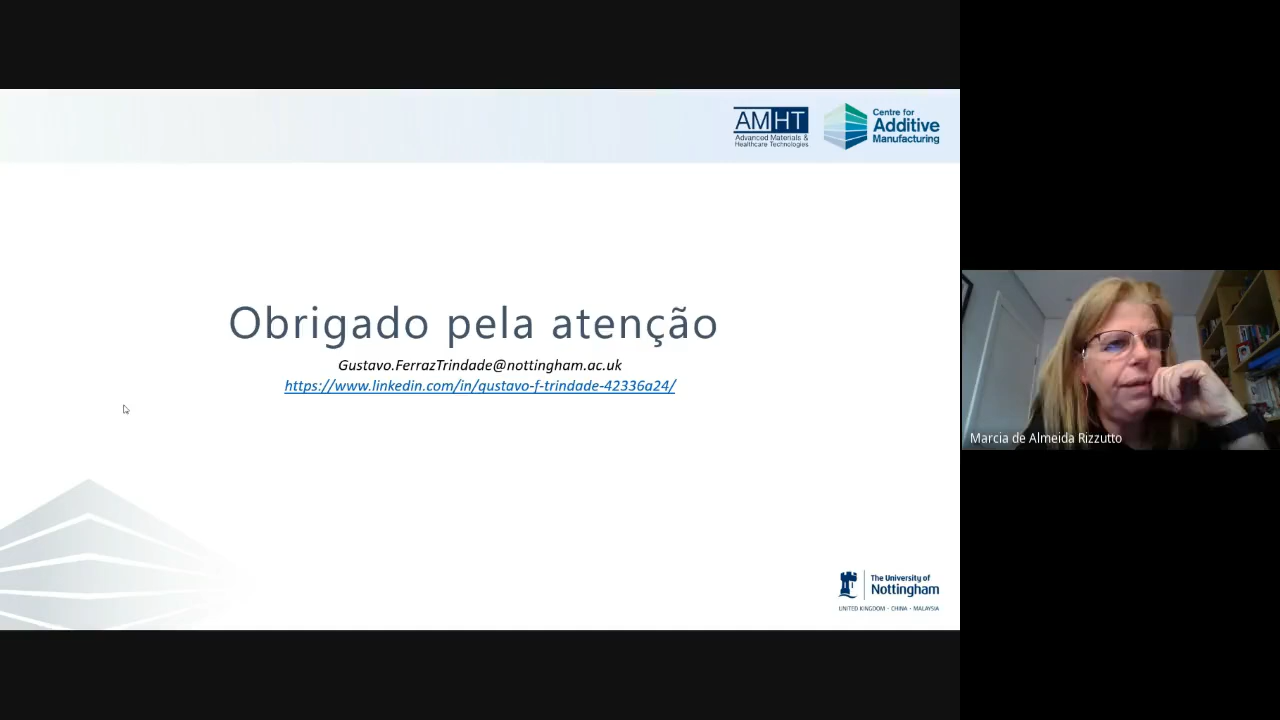 AMHT
Advanced Materials &
Healthcare Technologies
Centre for
Additive
Manufacturing
Obrigado pela atenção
Gustavo.FerrazTrindade@nottingham.ac.uk
https://www.linkedin.com/in/gustavo-f-trindade-42336a24/
Marcia de Almeida Rizzutto
The University of
Nottingham
UNITED KINGDOM · CHINA · MALAYSIA